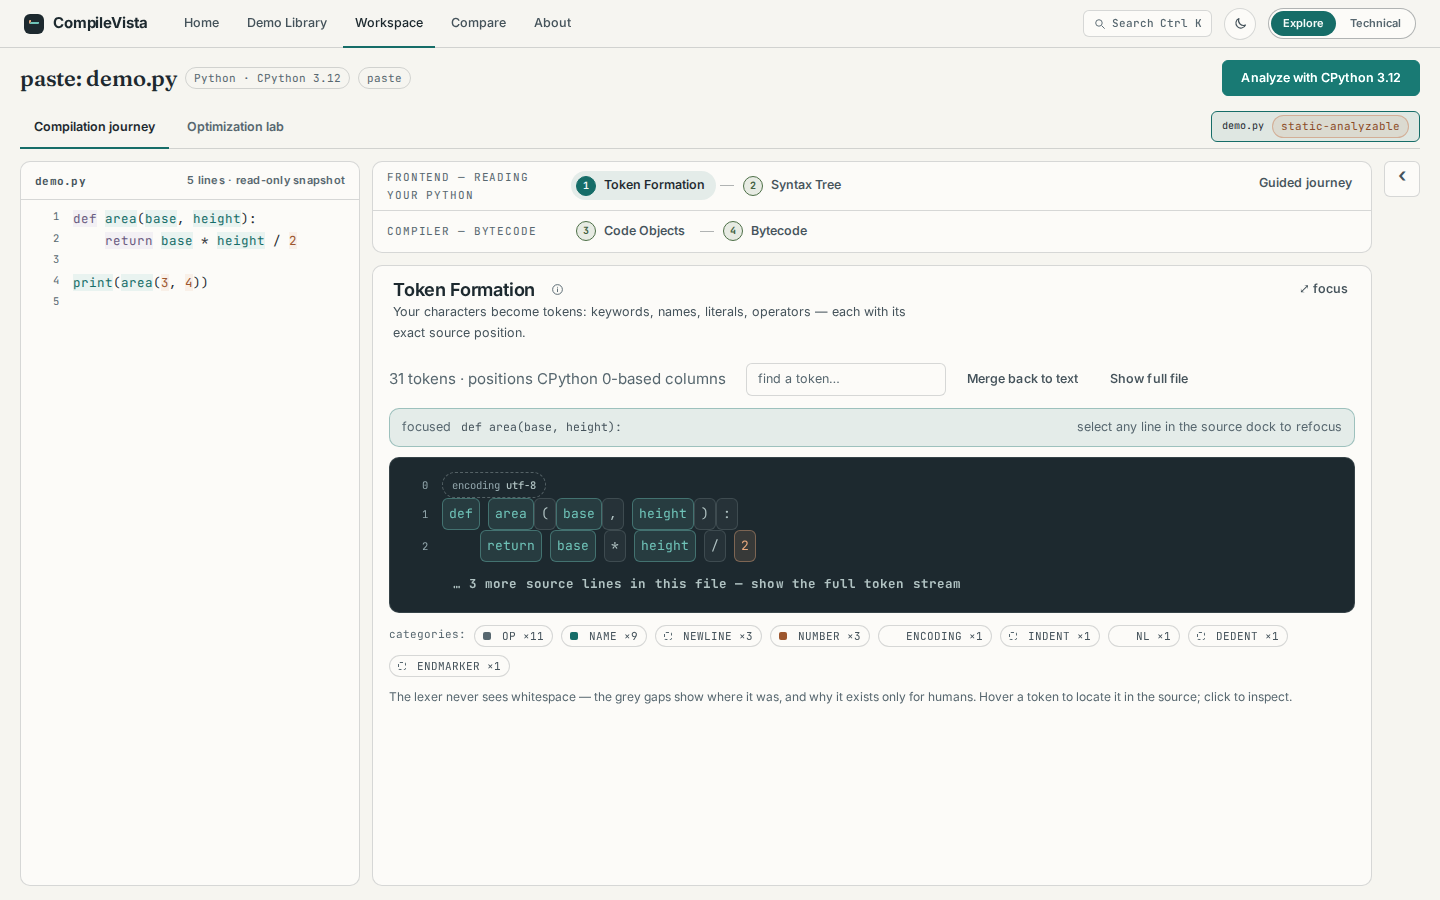 CompileVista
Home
Demo Library
Workspace
Compare
About
Search Ctrl K
Explore
Technical
paste: demo.py
Python · CPython 3.12
paste
Analyze with CPython 3.12
Compilation journey
Optimization lab
demo.py
static-analyzable
demo.py
5 lines · read-only snapshot
1 def area(base, height):
2 return base * height / 2
3
4 print(area(3, 4))
5
FRONTEND — READING
YOUR PYTHON
1 Token Formation — 2 Syntax Tree
Guided journey
COMPILER — BYTECODE
3 Code Objects — 4 Bytecode
Token Formation
⤢ focus
Your characters become tokens: keywords, names, literals, operators — each with its
exact source position.
31 tokens · positions CPython 0-based columns
find a token…
Merge back to text
Show full file
focused def area(base, height):
select any line in the source dock to refocus
0 encoding utf-8
1 def area ( base , height ) :
2 return base * height / 2
… 3 more source lines in this file — show the full token stream
categories: OP ×11 NAME ×9 NEWLINE ×3 NUMBER ×3 ENCODING ×1 INDENT ×1 NL ×1 DEDENT ×1
ENDMARKER ×1
The lexer never sees whitespace — the grey gaps show where it was, and why it exists only for humans. Hover a token to locate it in the source; click to inspect.